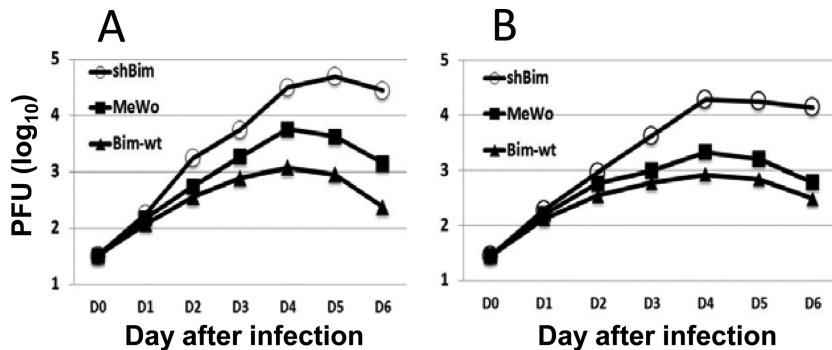 A
5
4
3
2
1
PFU (log10)
shBim
MeWo
Bim-wt
D0 D1 D2 D3 D4 D5 D6
Day after infection
B
5
4
3
2
1
shBim
MeWo
Bim-wt
D0 D1 D2 D3 D4 D5 D6
Day after infection